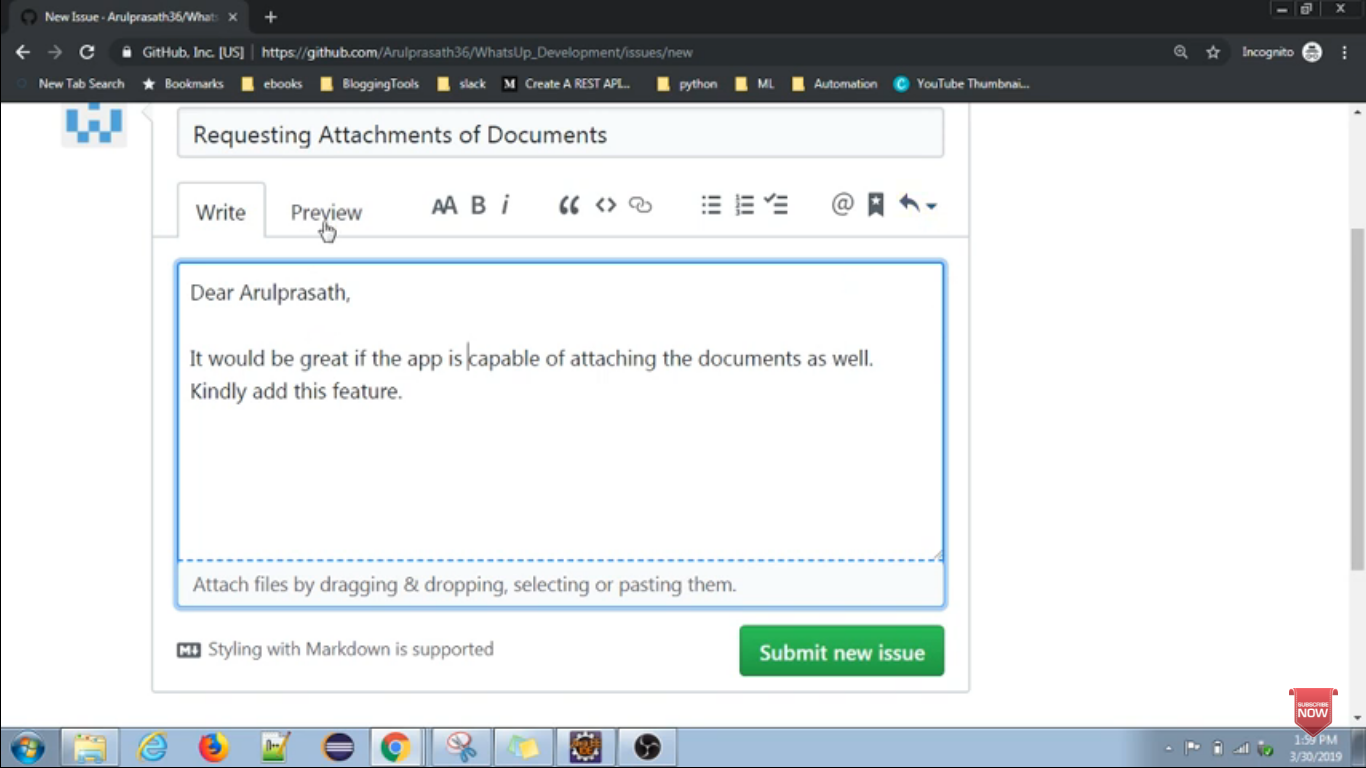 New Issue - Arulprasath36/Whats
GitHub, Inc. [US] | https://github.com/Arulprasath36/WhatsUp_Development/issues/new
Incognito
New Tab Search Bookmarks ebooks BloggingTools slack M Create A REST API... python ML Automation C YouTube Thumbnai...
Requesting Attachments of Documents
Write Preview AA B i “ <> @
Dear Arulprasath,
It would be great if the app is capable of attaching the documents as well.
Kindly add this feature.
Attach files by dragging & dropping, selecting or pasting them.
M Styling with Markdown is supported
Submit new issue
SUBSCRIBE
NOW
1:59 PM
3/30/2019